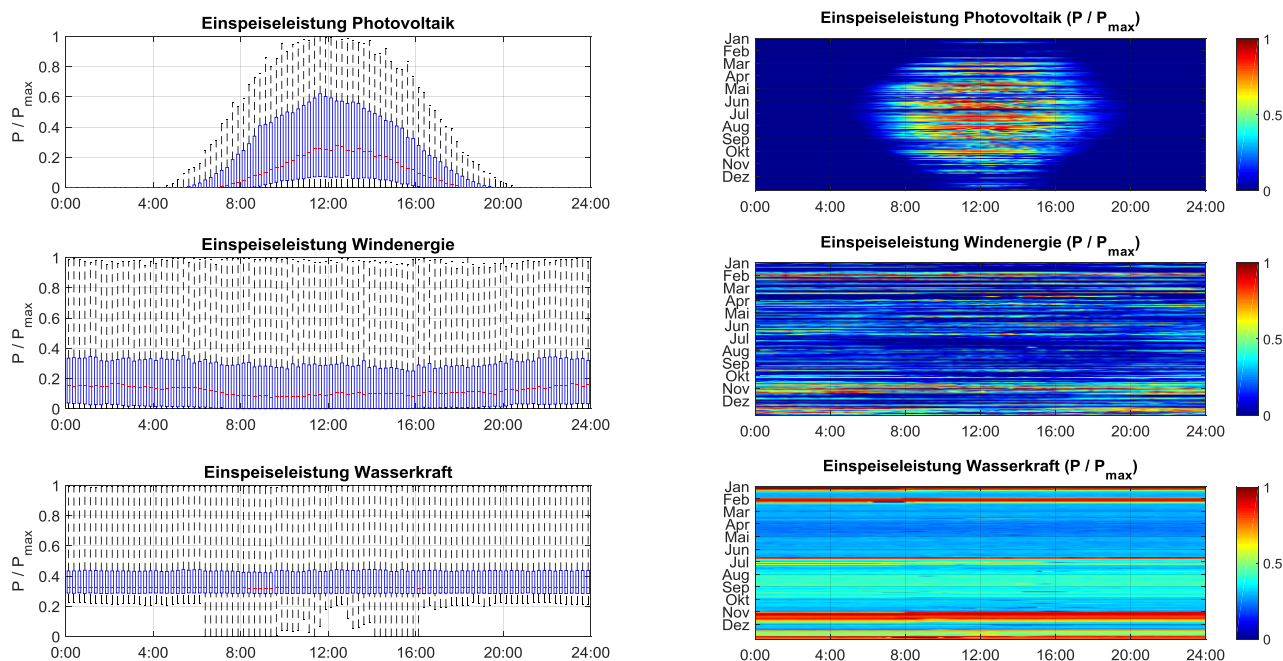 Einspeiseleistung Photovoltaik
P / Pmax
1
0.8
0.6
0.4
0.2
0
0:00 4:00 8:00 12:00 16:00 20:00 24:00
Einspeiseleistung Photovoltaik (P / Pmax)
Jan
Feb
Mar
Apr
Mai
Jun
Jul
Aug
Sep
Okt
Nov
Dez
0:00 4:00 8:00 12:00 16:00 20:00 24:00
1
0.5
0
Einspeiseleistung Windenergie
P / Pmax
1
0.8
0.6
0.4
0.2
0
0:00 4:00 8:00 12:00 16:00 20:00 24:00
Einspeiseleistung Windenergie (P / Pmax)
Jan
Feb
Mar
Apr
Mai
Jun
Jul
Aug
Sep
Okt
Nov
Dez
0:00 4:00 8:00 12:00 16:00 20:00 24:00
1
0.5
0
Einspeiseleistung Wasserkraft
P / Pmax
1
0.8
0.6
0.4
0.2
0
0:00 4:00 8:00 12:00 16:00 20:00 24:00
Einspeiseleistung Wasserkraft (P / Pmax)
Jan
Feb
Mar
Apr
Mai
Jun
Jul
Aug
Sep
Okt
Nov
Dez
0:00 4:00 8:00 12:00 16:00 20:00 24:00
1
0.5
0